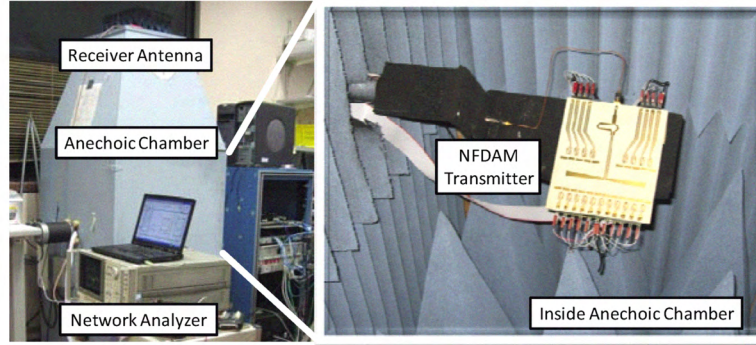 Receiver Antenna
Anechoic Chamber
Network Analyzer
NFDAM
Transmitter
Inside Anechoic Chamber